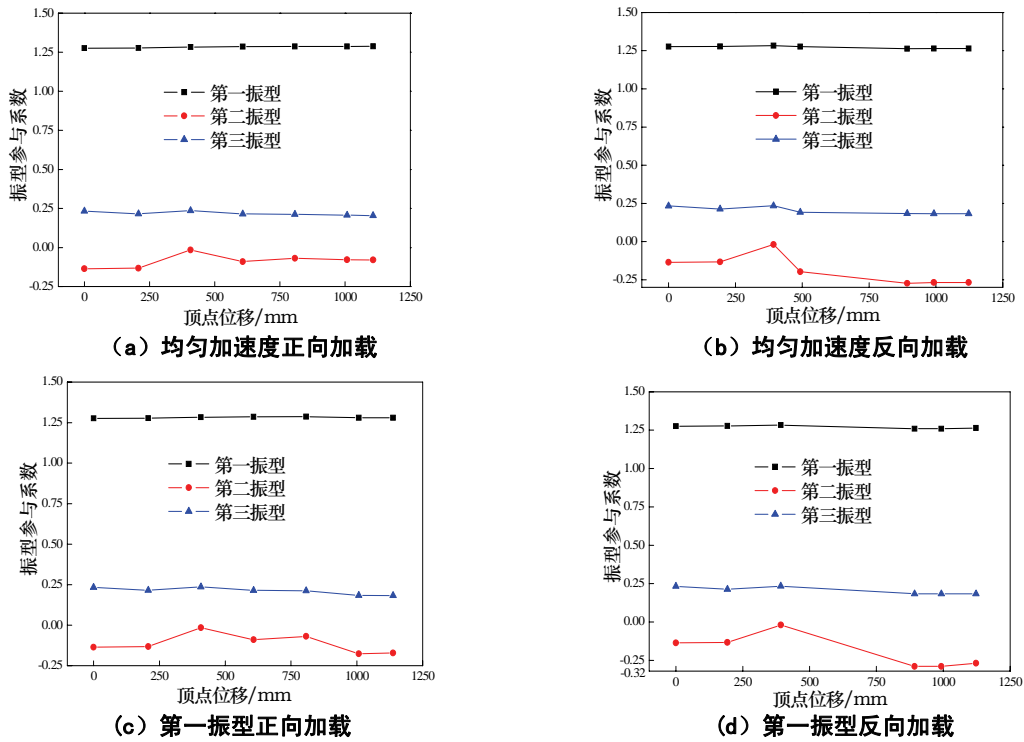 1.50
1.25
1.00
0.75
0.50
0.25
0.00
-0.25
振型参与系数
第一振型
第二振型
第三振型
0 250 500 750 1000 1250
顶点位移/mm
（a）均匀加速度正向加载
1.50
1.25
1.00
0.75
0.50
0.25
0.00
-0.25
振型参与系数
第一振型
第二振型
第三振型
0 250 500 750 1000 1250
顶点位移/mm
（b）均匀加速度反向加载
1.50
1.25
1.00
0.75
0.50
0.25
0.00
-0.25
振型参与系数
第一振型
第二振型
第三振型
0 250 500 750 1000 1250
顶点位移/mm
（c）第一振型正向加载
1.50
1.25
1.00
0.75
0.50
0.25
0.00
-0.25
-0.32
振型参与系数
第一振型
第二振型
第三振型
0 250 500 750 1000 1250
顶点位移/mm
（d）第一振型反向加载